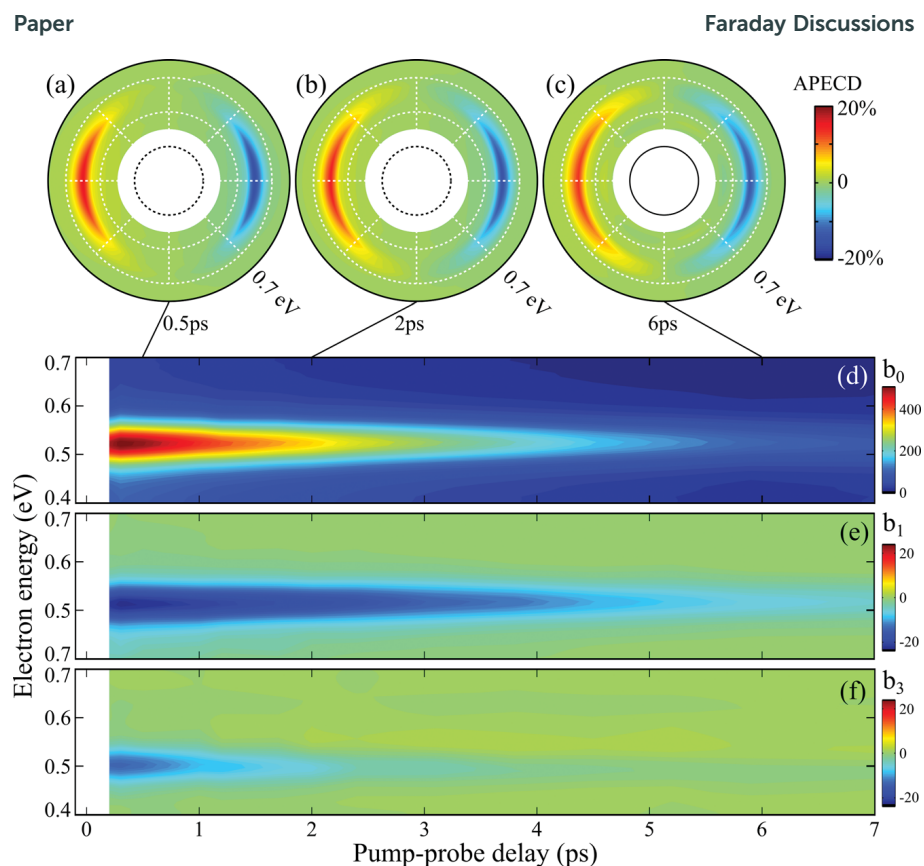 Paper
Faraday Discussions
(a)
(b)
(c)
APECD
20%
0
-20%
0.7 eV
0.7 eV
0.7 eV
0.5ps
2ps
6ps
Electron energy (eV)
0.7
0.6
0.5
0.4
(d)
b0
400
200
0
0.7
0.6
0.5
0.7
(e)
b1
20
0
-20
0.6
0.5
0.4
(f)
b3
20
0
-20
0 1 2 3 4 5 6 7
Pump-probe delay (ps)